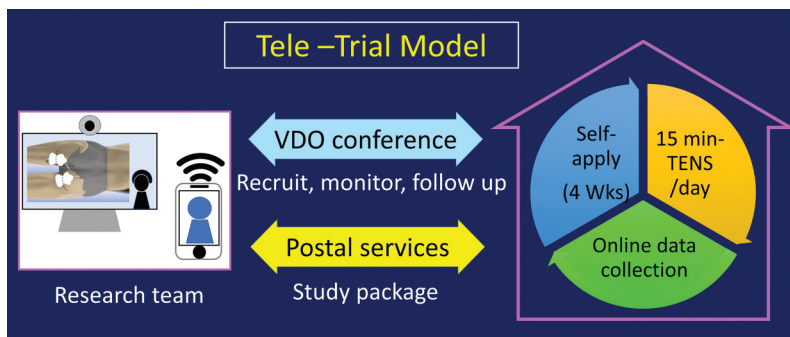 Tele –Trial Model
VDO conference
Recruit, monitor, follow up
Postal services
Study package
Research team
Self-
apply
(4 Wks)
15 min-
TENS
/day
Online data
collection